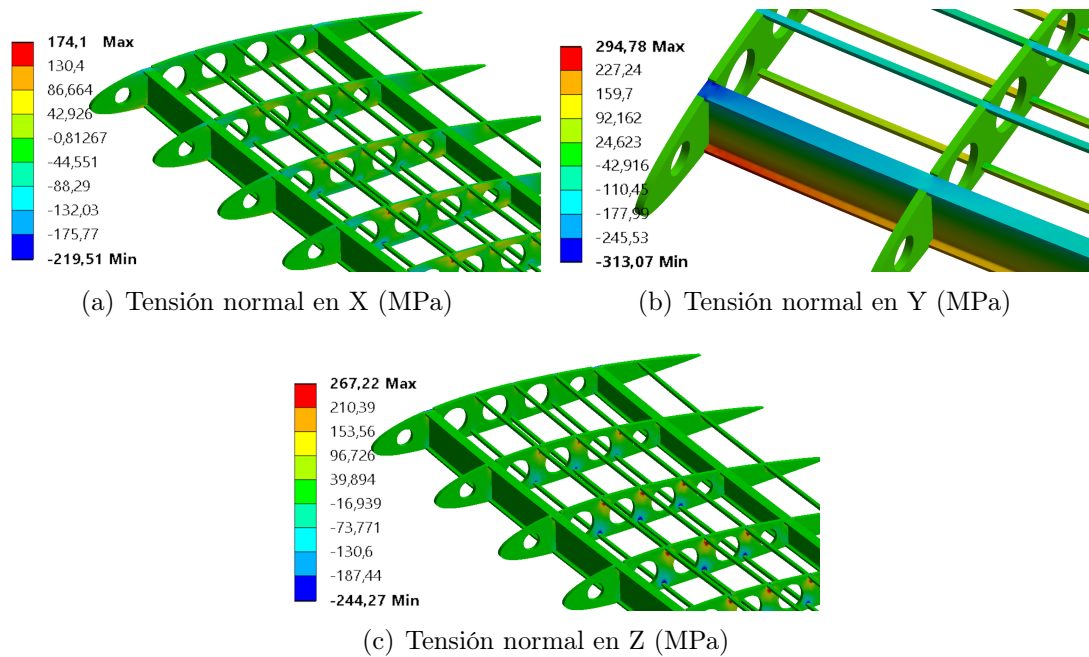 174,1 Max
130,4
86,664
42,926
-0,81267
-44,551
-88,29
-132,03
-175,77
-219,51 Min
(a) Tensión normal en X (MPa)
294,78 Max
227,24
159,7
92,162
24,623
-42,916
-110,45
-177,99
-245,53
-313,07 Min
(b) Tensión normal en Y (MPa)
267,22 Max
210,39
153,56
96,726
39,894
-16,939
-73,771
-130,6
-187,44
-244,27 Min
(c) Tensión normal en Z (MPa)